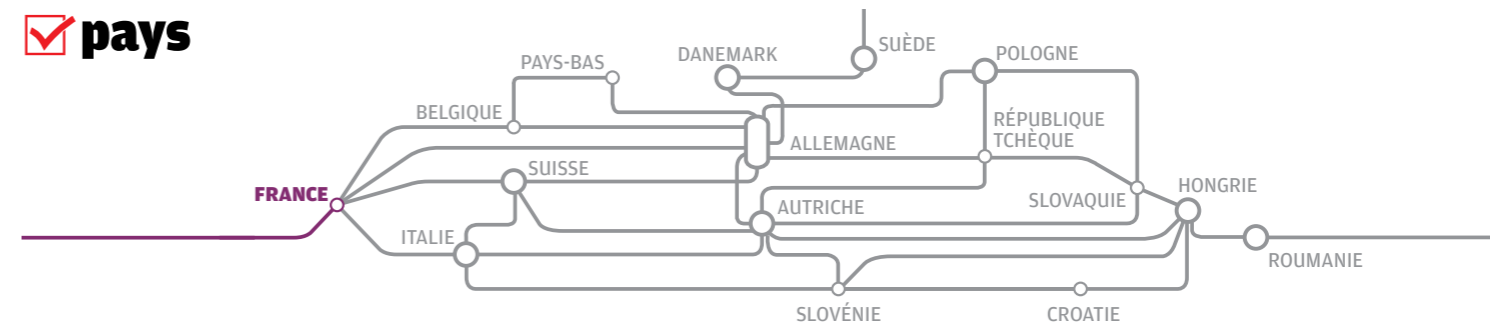 pays
SUÈDE
DANEMARK
POLOGNE
PAYS-BAS
BELGIQUE
RÉPUBLIQUE
TCHÈQUE
ALLEMAGNE
SUISSE
FRANCE
HONGRIE
SLOVAQUIE
AUTRICHE
ITALIE
ROUMANIE
SLOVÉNIE
CROATIE